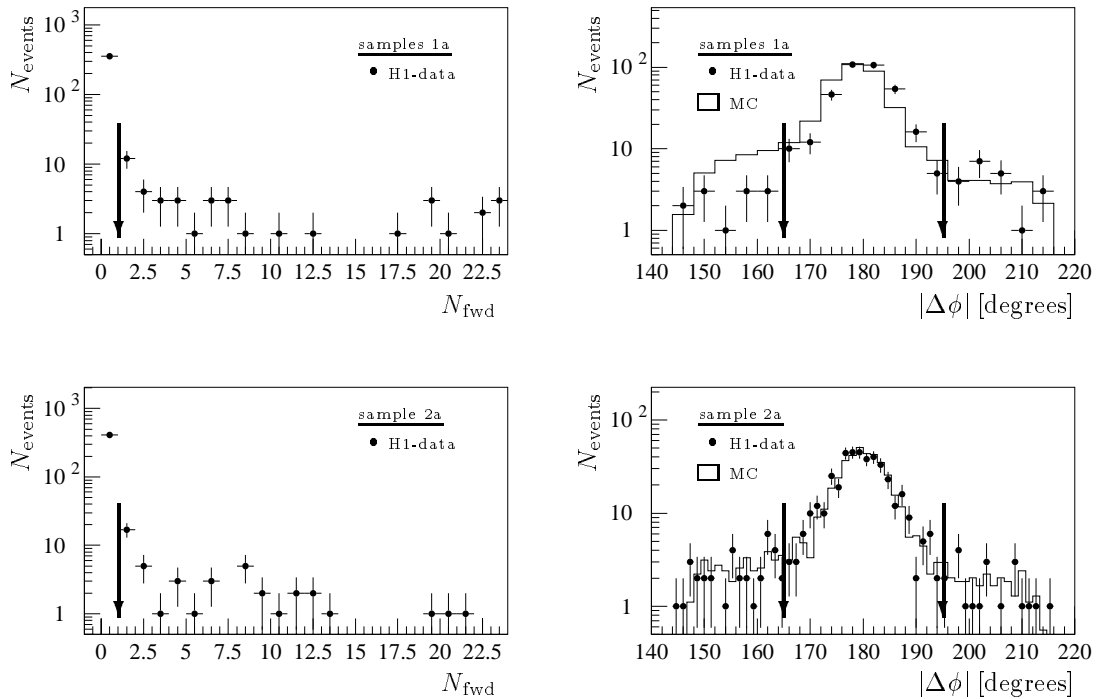 N_events
10^3
10^2
10
1
samples 1a
H1-data
0 2.5 5 7.5 10 12.5 15 17.5 20 22.5
N_fwd
N_events
10^2
10
1
samples 1a
H1-data
MC
140 150 160 170 180 190 200 210 220
|Δϕ| [degrees]
N_events
10^3
10^2
10
1
sample 2a
H1-data
0 2.5 5 7.5 10 12.5 15 17.5 20 22.5
N_fwd
N_events
10^2
10
1
sample 2a
H1-data
MC
140 150 160 170 180 190 200 210 220
|Δϕ| [degrees]